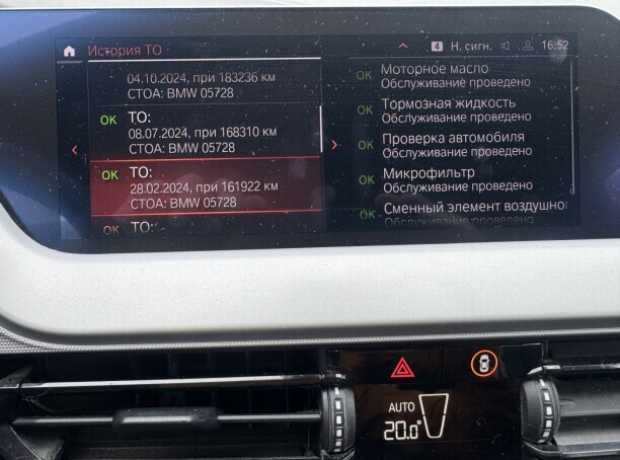 История ТО
4
Н. сигн.
16:52
04.10.2024, при 183236 км
СТОА: BMW 05728
OK ТО:
08.07.2024, при 168310 км
СТОА: BMW 05728
OK ТО:
28.02.2024, при 161922 км
СТОА: BMW 05728
OK ТО:
OK Моторное масло
Обслуживание проведено
OK Тормозная жидкость
Обслуживание проведено
OK Проверка автомобиля
Обслуживание проведено
OK Микрофильтр
Обслуживание проведено
OK Сменный элемент воздушно
Обслуживание проведено
AUTO
20.0°